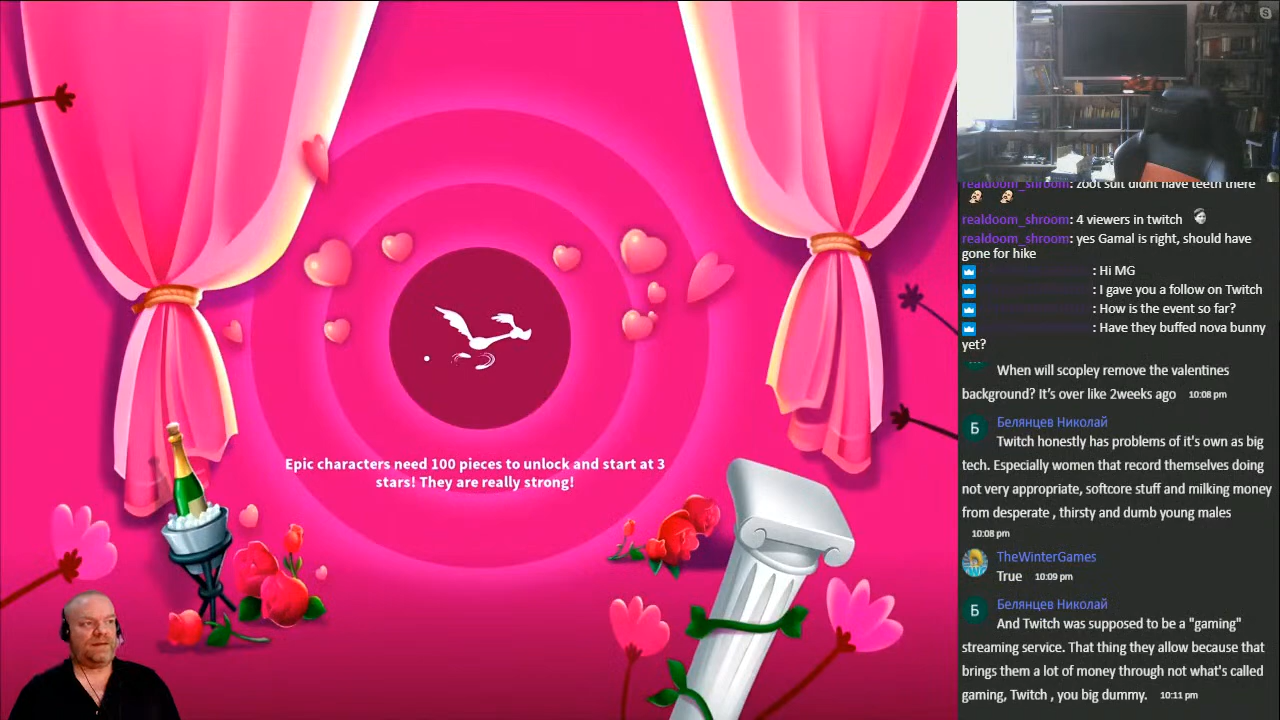 Epic characters need 100 pieces to unlock and start at 3
stars! They are really strong!
realdoom_shroom: zoot suit didnt have teeth there
realdoom_shroom: 4 viewers in twitch
realdoom_shroom: yes Gamal is right, should have
gone for hike
: Hi MG
: I gave you a follow on Twitch
: How is the event so far?
: Have they buffed nova bunny
yet?
When will scopley remove the valentines
background? It's over like 2weeks ago 10:08 pm
Б Белянцев Николай
Twitch honestly has problems of it's own as big
tech. Especially women that record themselves doing
not very appropriate, softcore stuff and milking money
from desperate , thirsty and dumb young males
10:08 pm
TheWinterGames
True 10:09 pm
Б Белянцев Николай
And Twitch was supposed to be a "gaming"
streaming service. That thing they allow because that
brings them a lot of money through not what's called
gaming, Twitch , you big dummy. 10:11 pm